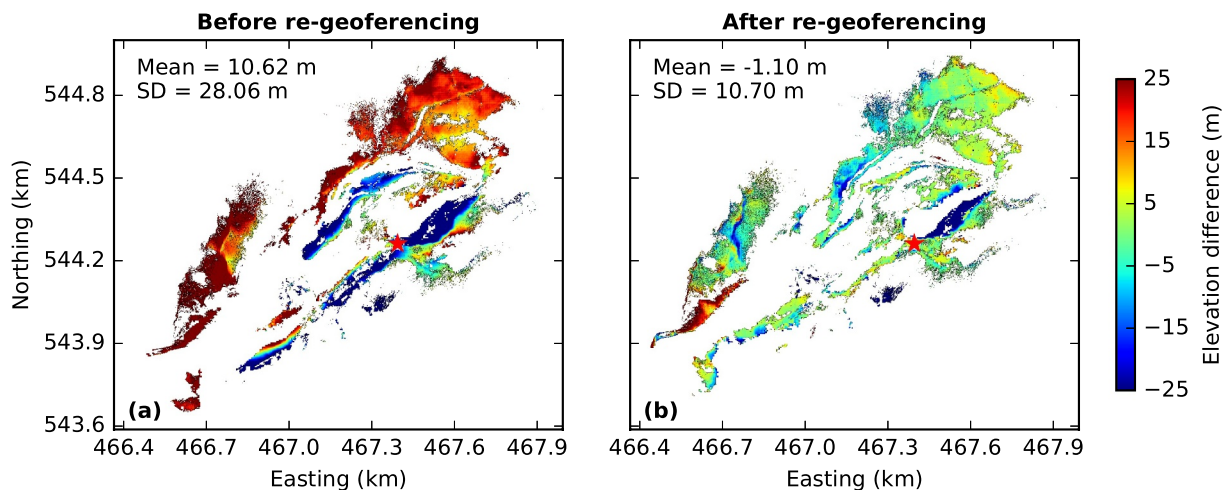 Before re-geoferencing
After re-geoferencing
Mean = 10.62 m
SD = 28.06 m
Mean = -1.10 m
SD = 10.70 m
544.8
544.5
544.2
543.9
543.6
Northing (km)
(a)
(b)
466.4 466.7 467.0 467.3 467.6 467.9
466.4 466.7 467.0 467.3 467.6 467.9
Easting (km)
Easting (km)
25
15
5
−5
−15
−25
Elevation difference (m)